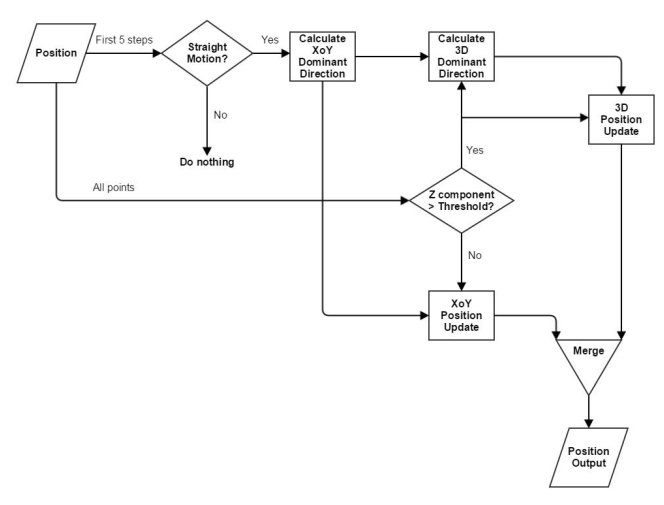 Position
First 5 steps
Straight
Motion?
Yes
Calculate
XoY
Dominant
Direction
Calculate
3D
Dominant
Direction
3D
Position
Update
No
Do nothing
Yes
All points
Z component
> Threshold?
No
XoY
Position
Update
Merge
Position
Output